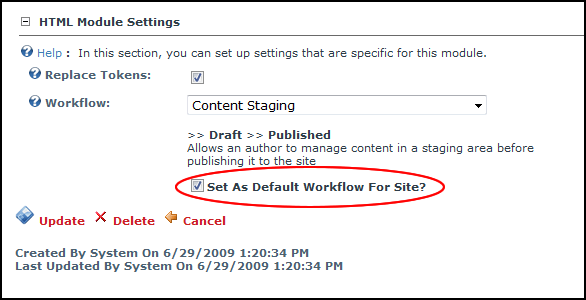 HTML Module Settings
Help : In this section, you can set up settings that are specific for this module.
Replace Tokens:
Workflow: Content Staging
>> Draft >> Published
Allows an author to manage content in a staging area before
publishing it to the site
Set As Default Workflow For Site?
Update Delete Cancel
Created By System On 6/29/2009 1:20:34 PM
Last Updated By System On 6/29/2009 1:20:34 PM